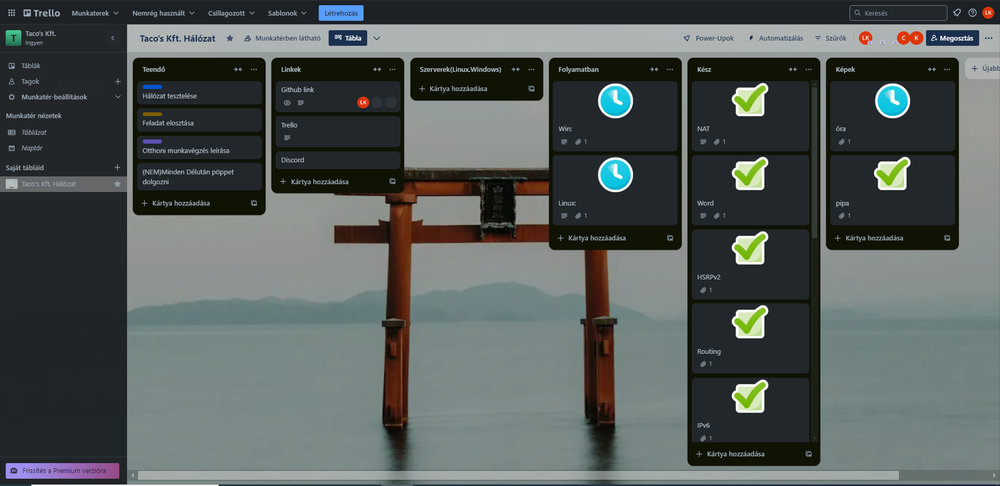 Trello
Munkaterek
Nemrég használt
Csillagozott
Sablonok
Létrehozás
Keresés
LK
T
Taco's Kft.
Ingyen
Táblák
Tagok
Munkatér-beállítások
Munkatér nézetek
Táblázat
Naptár
Saját tábláid
Taco's Kft. Hálózat
Frissítés a Premium verzióra
Taco's Kft. Hálózat
Munkatérben látható
Tábla
Power-Upok
Automatizálás
Szűrők
LK
C
K
Megosztás
Teendő
Hálózat tesztelése
Feladat elosztása
Otthoni munkavégzés leírása
(NEM)Minden Délután pöppet
dolgozni
Kártya hozzáadása
Linkek
Github link
LK
Trello
Discord
Kártya hozzáadása
Szerverek(Linux,Windows)
Kártya hozzáadása
Folyamatban
Win:
1
Linux:
1
Kártya hozzáadása
Kész
NAT
1
Word
1
HSRPv2
1
Routing
1
IPv6
1
Kártya hozzáadása
Képek
óra
1
pipa
1
Kártya hozzáadása
Újabb